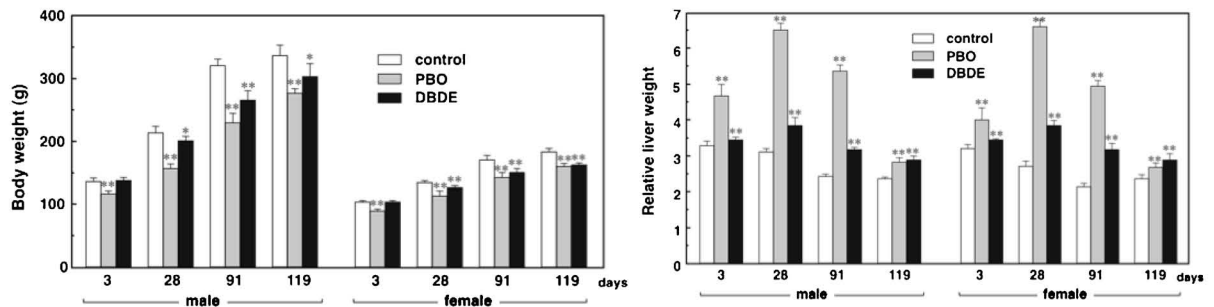 Body weight (g)
400
300
200
100
0
control
PBO
DBDE
** ** * ** ** ** *
** ** ** ** ** ** **
3 28 91 119 3 28 91 119 days
male female
Relative liver weight
7
6
5
4
3
2
1
0
control
PBO
DBDE
** ** ** ** ** ** ** **
** ** ** ** ** ** ** **
3 28 91 119 3 28 91 119 days
male female